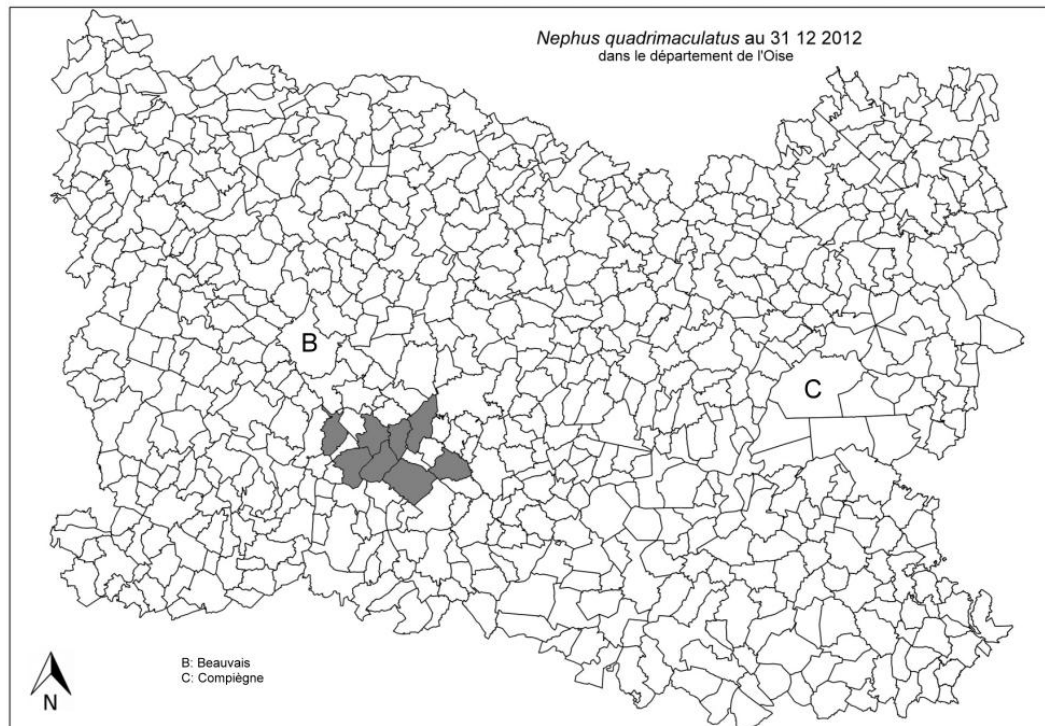 Nephus quadrimaculatus au 31 12 2012
dans le département de l'Oise
B
C
B: Beauvais
C: Compiègne
N